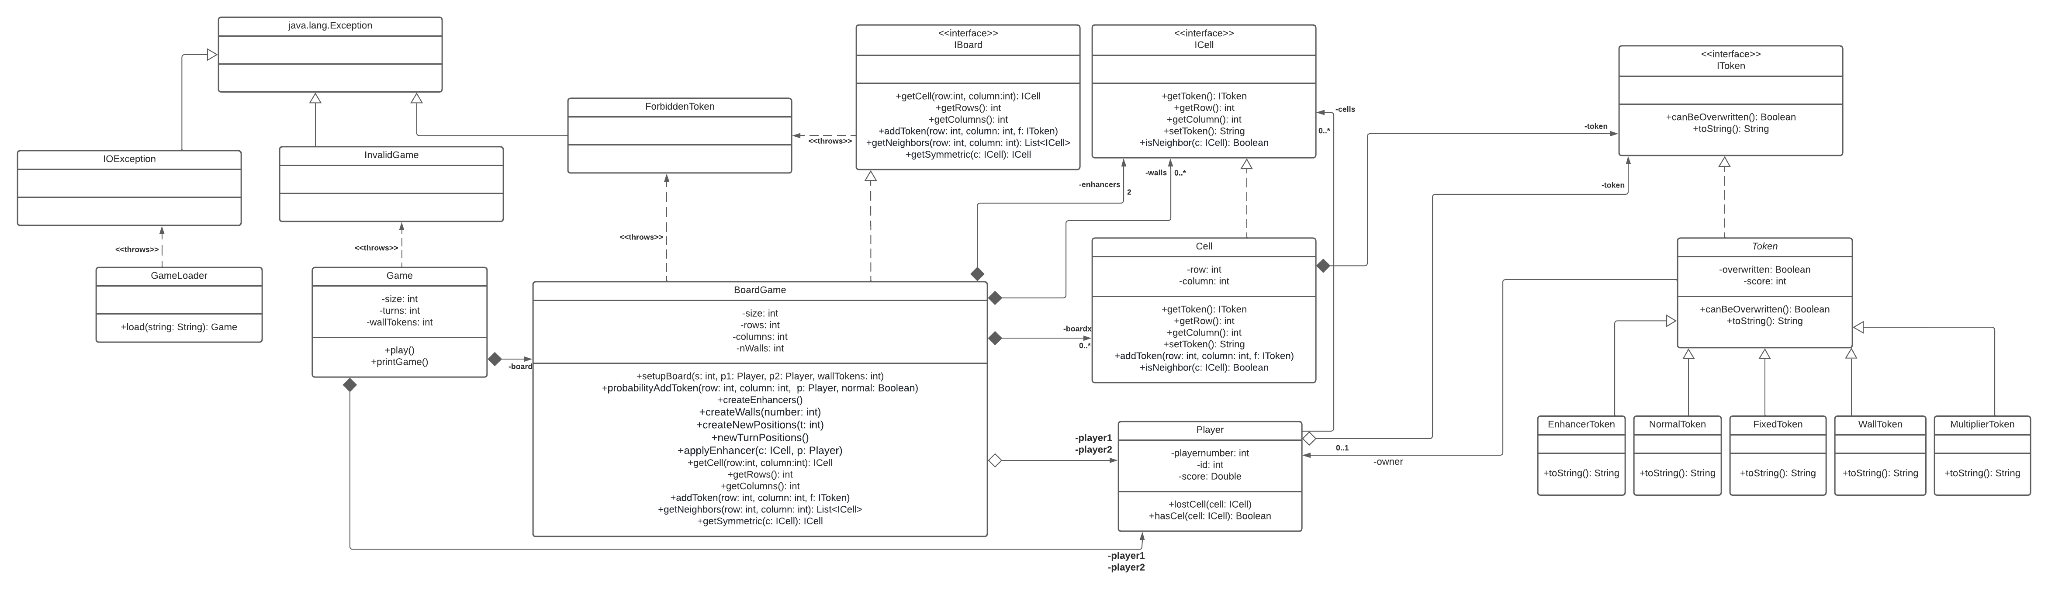 java.lang.Exception
<<interface>>
IBoard
+getCell(row:int, column:int): ICell
+getRows(): int
+getColumns(): int
+addToken(row: int, column: int, f: IToken)
+getNeighbors(row: int, column: int): List<ICell>
+getSymmetric(c: ICell): ICell
<<interface>>
ICell
+getToken(): IToken
+getRow(): int
+getColumn(): int
+setToken(): String
+isNeighbor(c: ICell): Boolean
<<interface>>
IToken
+canBeOverwritten(): Boolean
+toString(): String
ForbiddenToken
<<throws>>
-cells
0..*
-token
IOException
InvalidGame
-enhancers
2
-walls
0..*
-token
<<throws>>
<<throws>>
<<throws>>
GameLoader
+load(string: String): Game
Game
-size: int
-turns: int
-wallTokens: int
+play()
+printGame()
-board
BoardGame
-size: int
-rows: int
-columns: int
-nWalls: int
+setupBoard(s: int, p1: Player, p2: Player, wallTokens: int)
+probabilityAddToken(row: int, column: int,  p: Player, normal: Boolean)
+createEnhancers()
+createWalls(number: int)
+createNewPositions(t: int)
+newTurnPositions()
+applyEnhancer(c: ICell, p: Player)
+getCell(row:int, column:int): ICell
+getRows(): int
+getColumns(): int
+addToken(row: int, column: int, f: IToken)
+getNeighbors(row: int, column: int): List<ICell>
+getSymmetric(c: ICell): ICell
-boardx
0..*
Cell
-row: int
-column: int
+getToken(): IToken
+getRow(): int
+getColumn(): int
+setToken(): String
+addToken(row: int, column: int, f: IToken)
+isNeighbor(c: ICell): Boolean
Token
-overwritten: Boolean
-score: int
+canBeOverwritten(): Boolean
+toString(): String
-player1
-player2
Player
-playernumber: int
-id: int
-score: Double
+lostCell(cell: ICell)
+hasCel(cell: ICell): Boolean
0..1
-owner
EnhancerToken
+toString(): String
NormalToken
+toString(): String
FixedToken
+toString(): String
WallToken
+toString(): String
MultiplierToken
+toString(): String
-player1
-player2